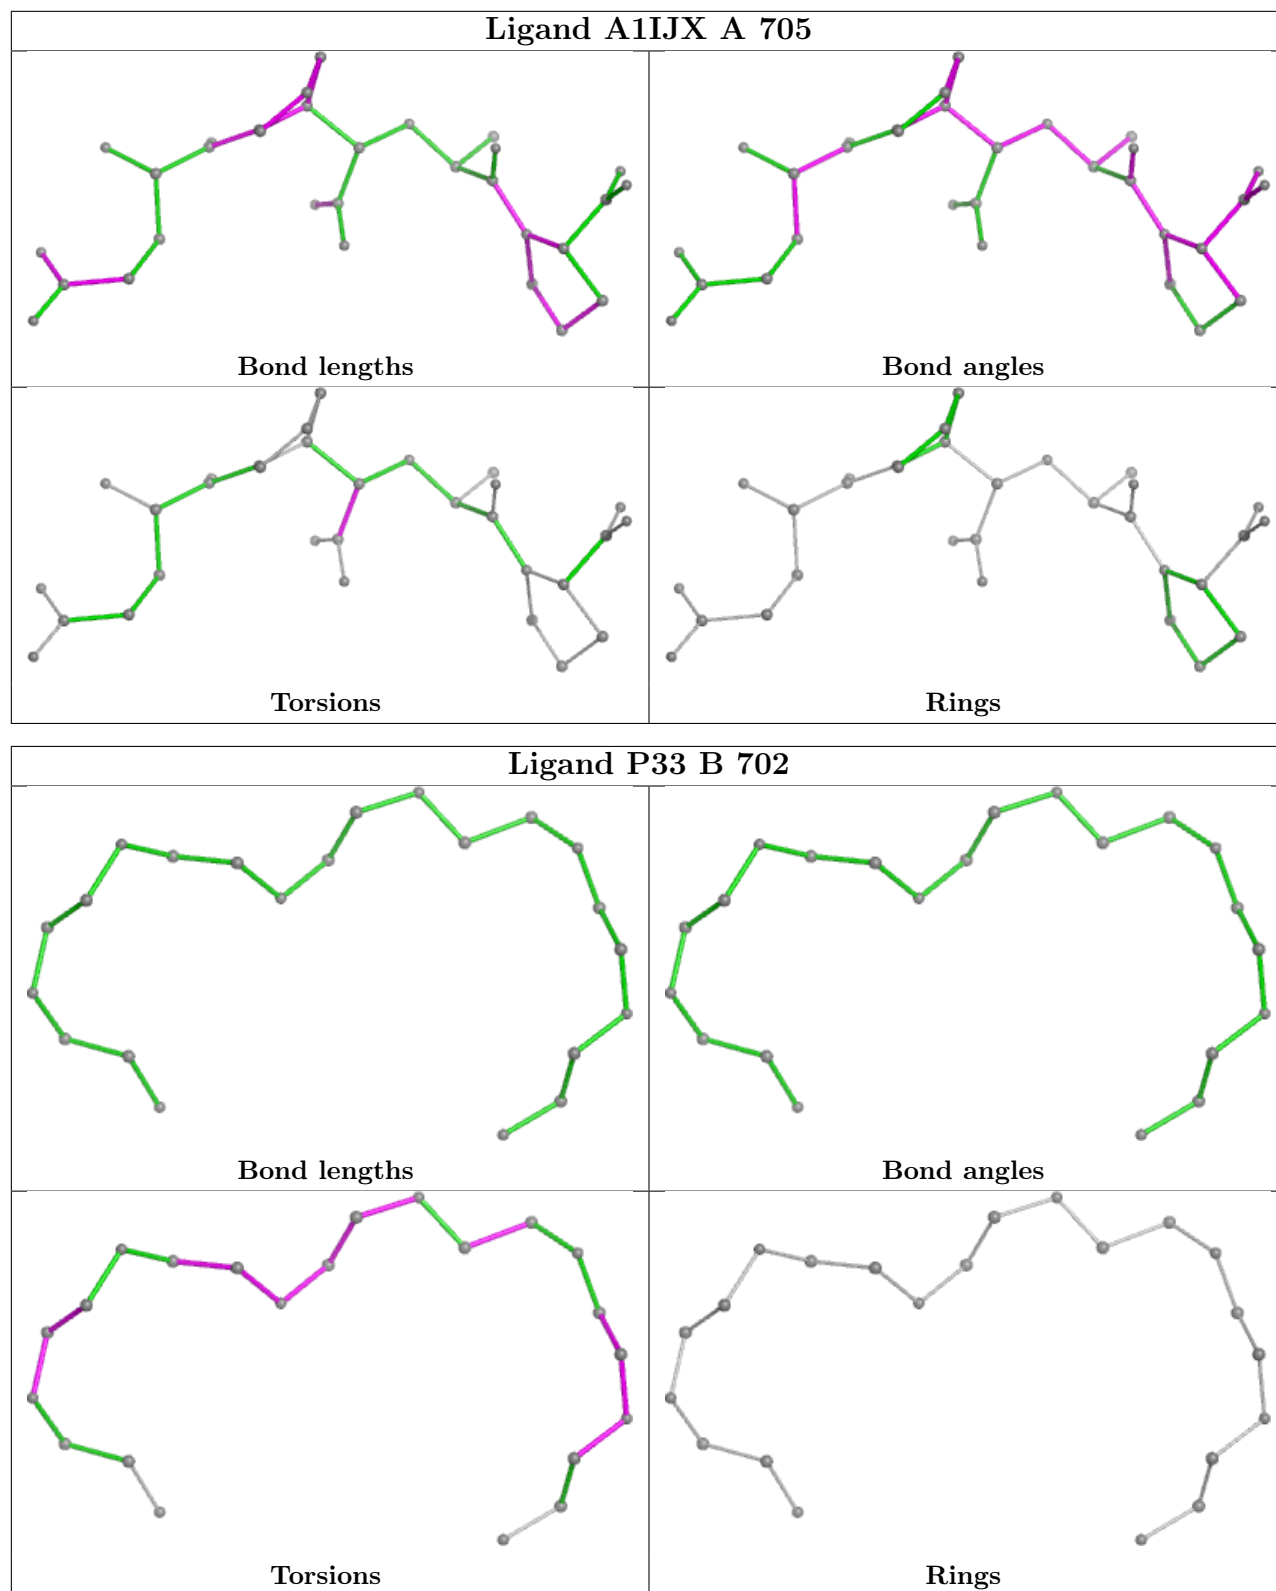 Ligand A1IJX A 705
Bond lengths
Bond angles
Torsions
Rings
Ligand P33 B 702
Bond lengths
Bond angles
Torsions
Rings